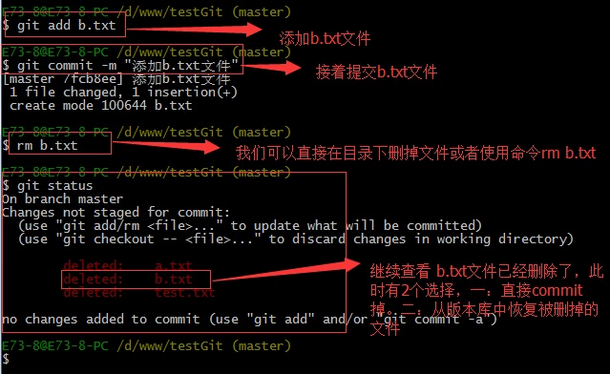 E73-8@E73-8-PC /d/www/testGit (master)
$ git add b.txt
添加b.txt文件
E73-8@E73-8-PC /d/www/testGit (master)
$ git commit -m "添加b.txt文件"
接着提交b.txt文件
[master 7fcb8ee] 添加b.txt文件
1 file changed, 1 insertion(+)
create mode 100644 b.txt
E73-8@E73-8-PC /d/www/testGit (master)
$ rm b.txt
我们可以直接在目录下删掉文件或者使用命令rm b.txt
E73-8@E73-8-PC /d/www/testGit (master)
$ git status
On branch master
Changes not staged for commit:
(use "git add/rm <file>..." to update what will be committed)
(use "git checkout -- <file>..." to discard changes in working directory)
deleted: a.txt
deleted: b.txt
deleted: test.txt
继续查看 b.txt文件已经删除了，此
时有2个选择，一：直接commit
掉。二：从版本库中恢复被删掉的
文件
no changes added to commit (use "git add" and/or "git commit -a")
E73-8@E73-8-PC /d/www/testGit (master)
$